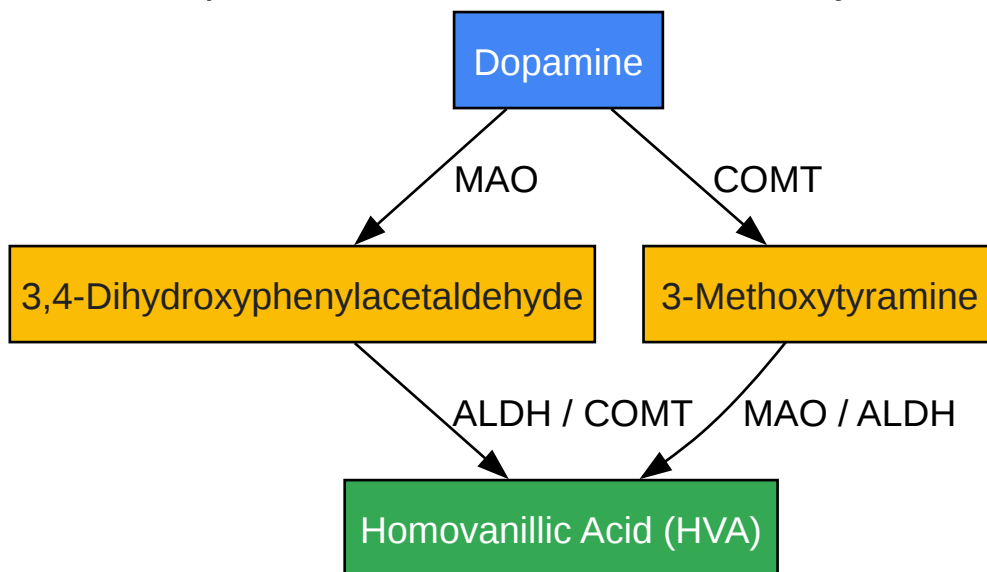 Dopamine
MAO
COMT
3,4-Dihydroxyphenylacetaldehyde
3-Methoxytyramine
ALDH / COMT
MAO / ALDH
Homovanillic Acid (HVA)